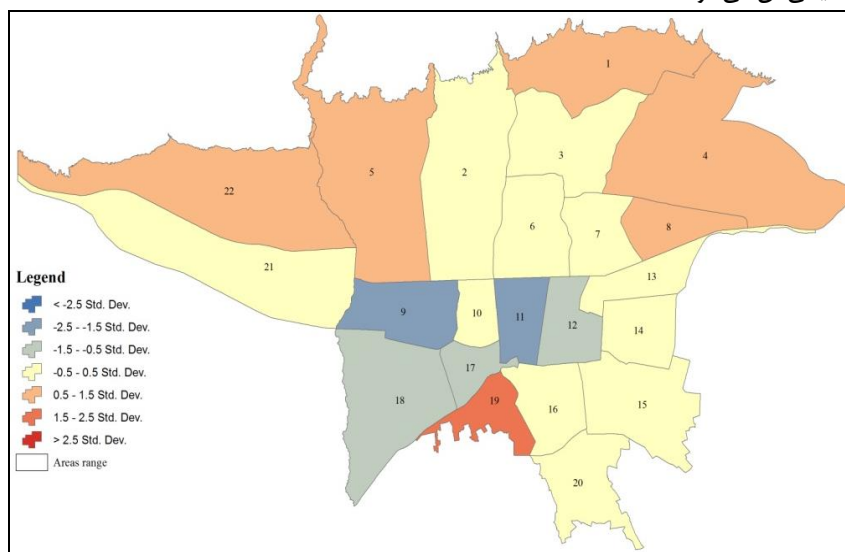 1
4
3
5
2
22
6
7
8
21
13
Legend
< -2.5 Std. Dev.
-2.5 - -1.5 Std. Dev.
-1.5 - -0.5 Std. Dev.
-0.5 - 0.5 Std. Dev.
0.5 - 1.5 Std. Dev.
1.5 - 2.5 Std. Dev.
> 2.5 Std. Dev.
Areas range
9
10
11
12
14
17
18
19
16
15
20